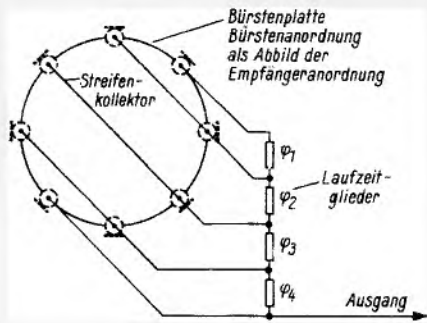 Bürstenplatte
Bürstenanordnung
als Abbild der
Empfängeranordnung
Streifen-
kollektor
φ1
Laufzeit-
glieder
φ2
φ3
φ4
Ausgang